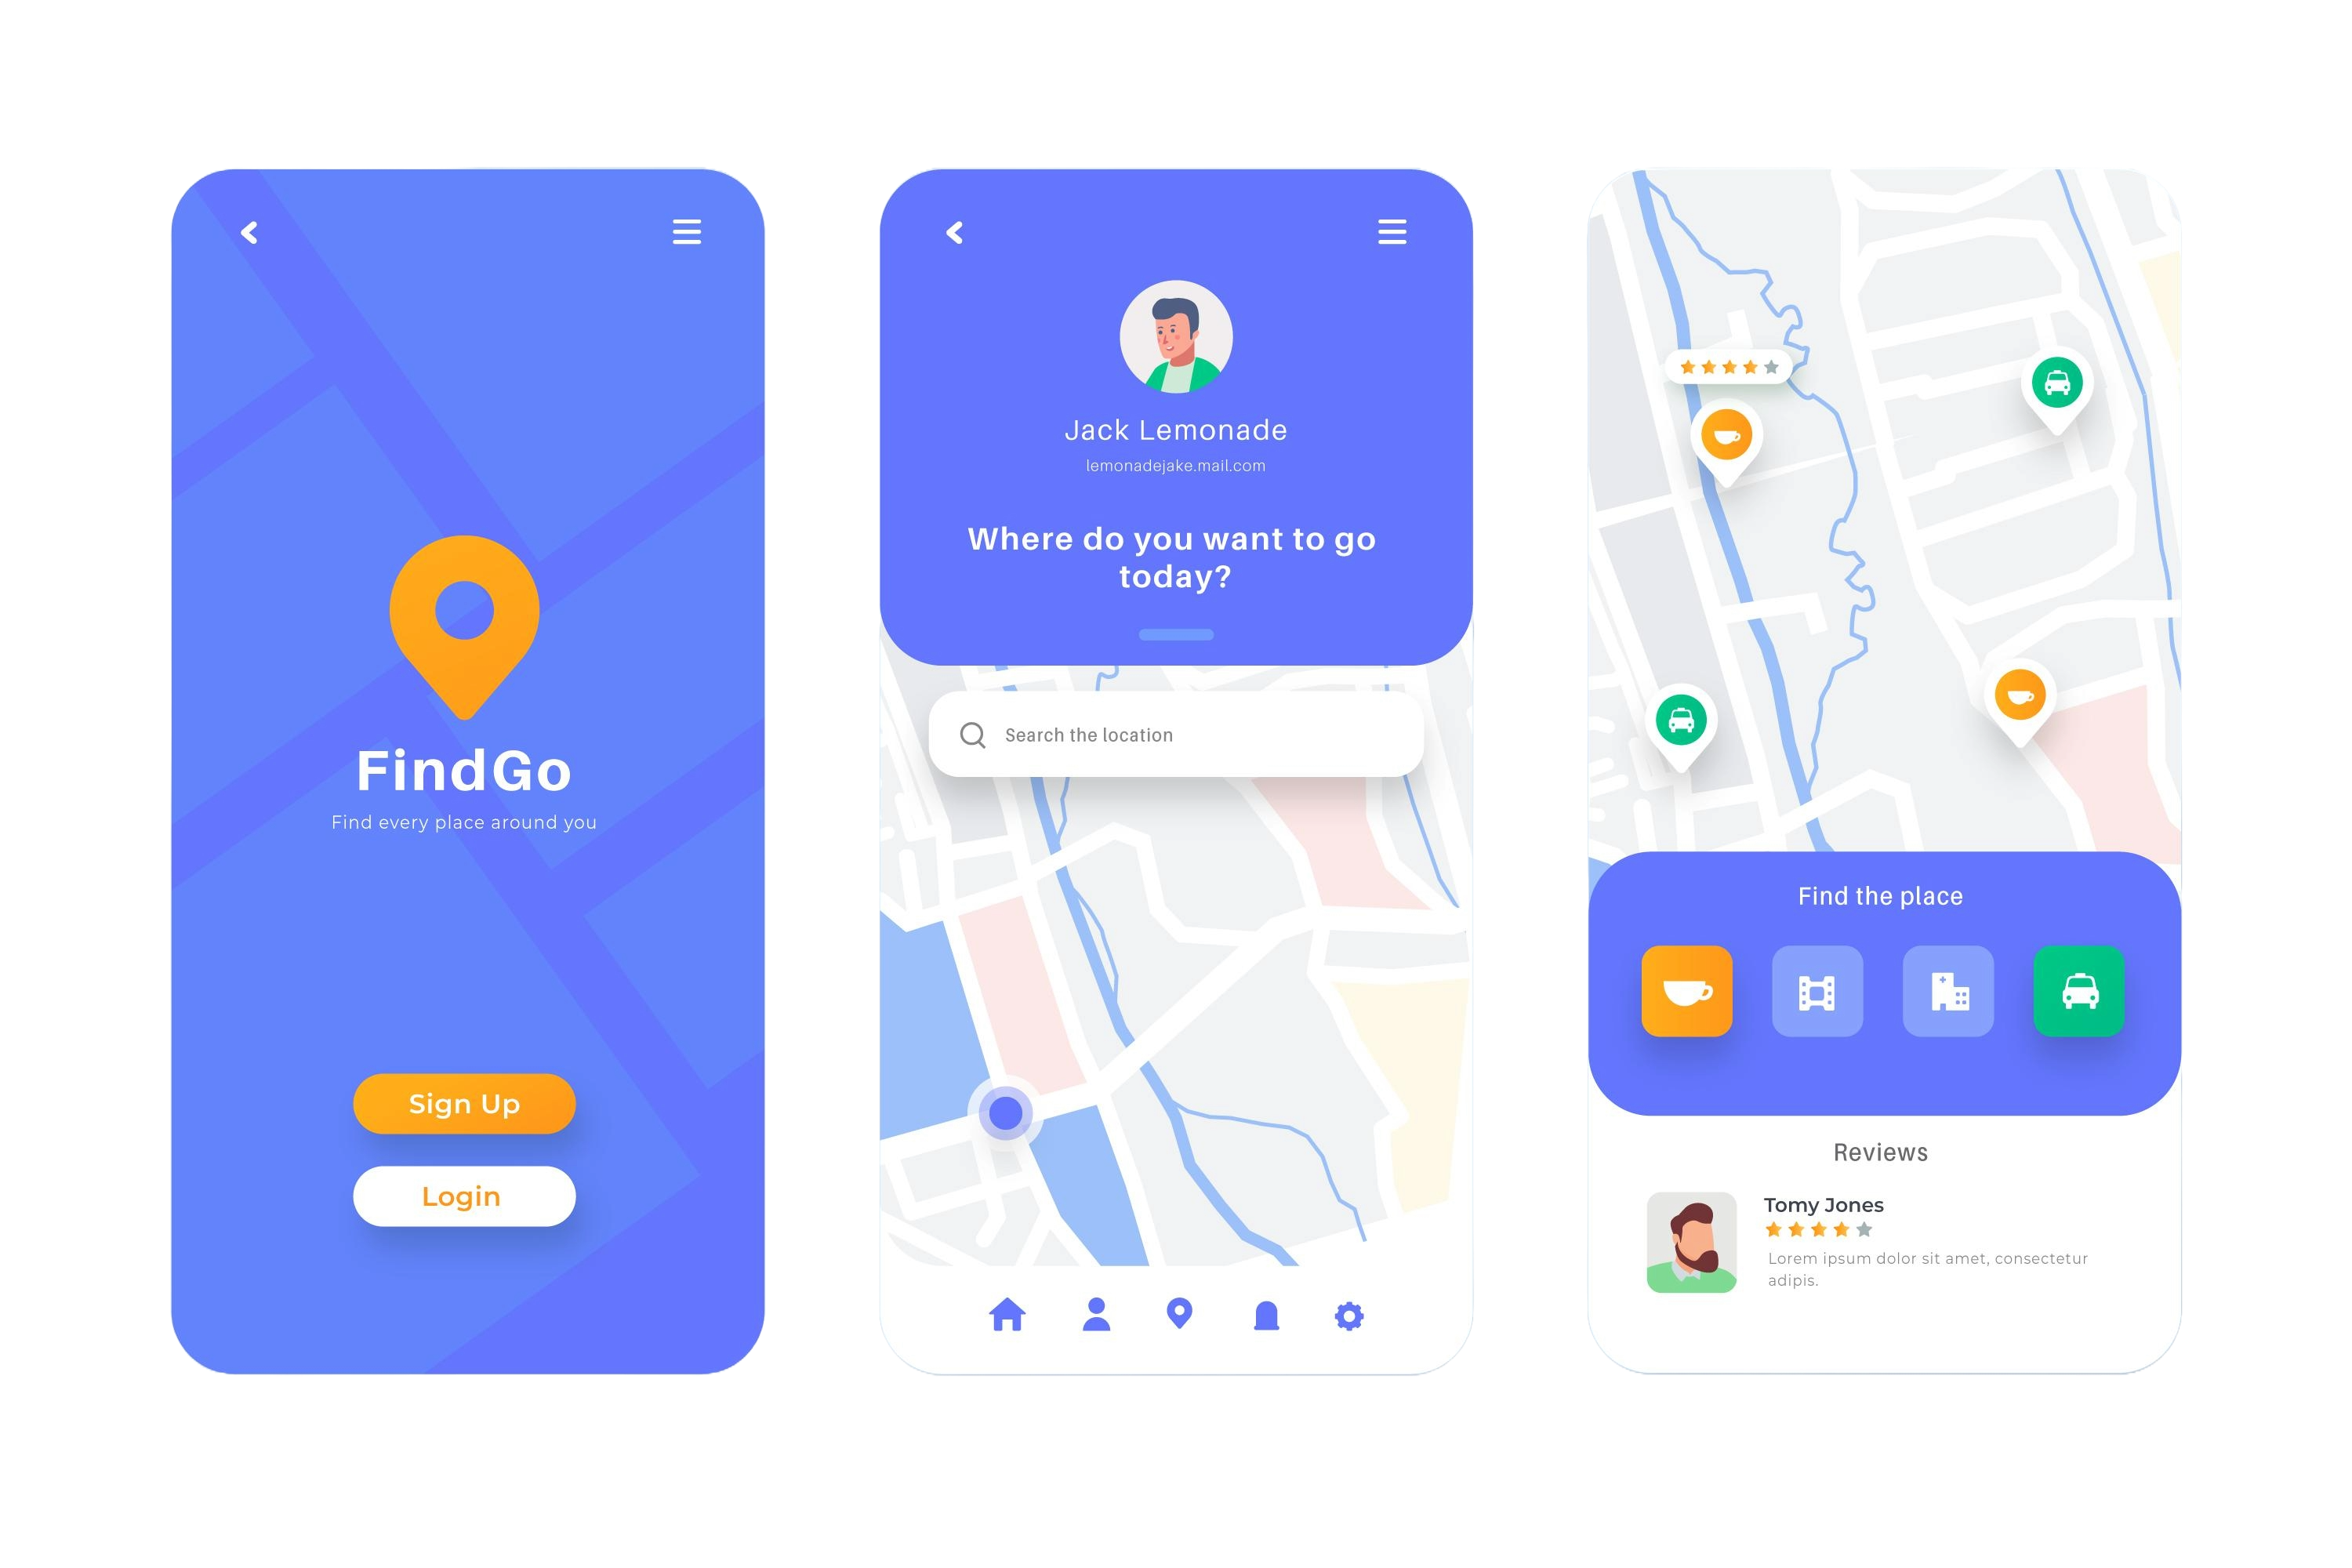 FindGo
Find every place around you
Sign Up
Login
Jack Lemonade
lemonadejake.mail.com
Where do you want to go
today?
Search the location
Find the place
Reviews
Tomy Jones
Lorem ipsum dolor sit amet, consectetur
adipis.